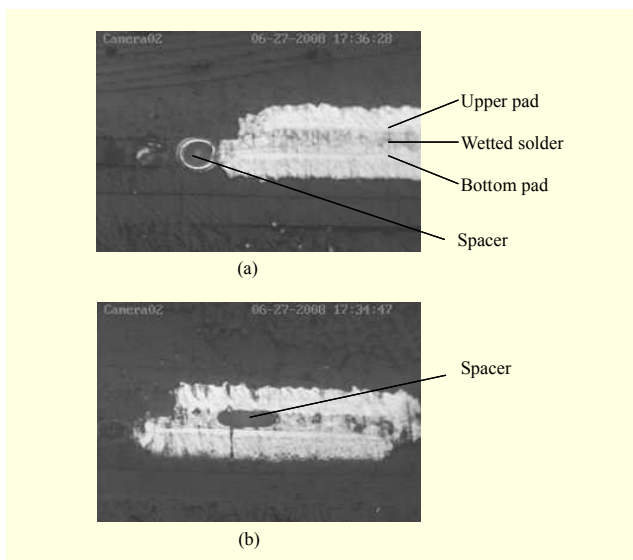 Camera02 06-27-2008 17:36:28
Upper pad
Wetted solder
Bottom pad
Spacer
(a)
Camera02 06-27-2008 17:34:47
Spacer
(b)